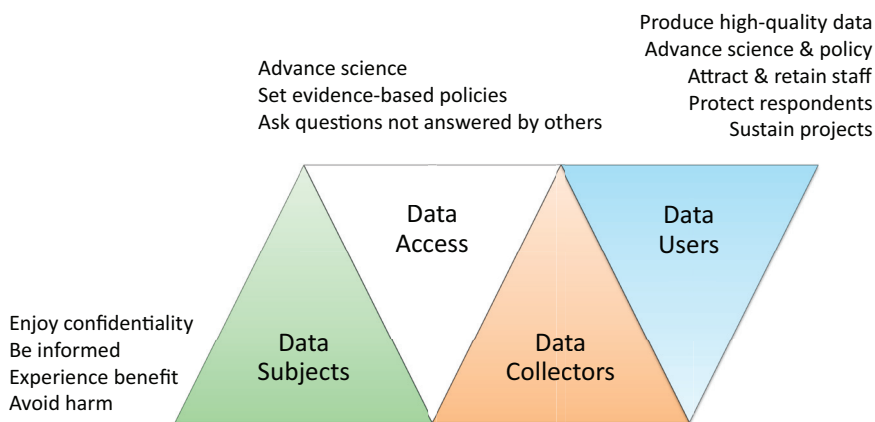 Produce high-quality data
Advance science & policy
Attract & retain staff
Protect respondents
Sustain projects
Advance science
Set evidence-based policies
Ask questions not answered by others
Data
Access
Data
Users
Enjoy confidentiality
Be informed
Experience benefit
Avoid harm
Data
Subjects
Data
Collectors